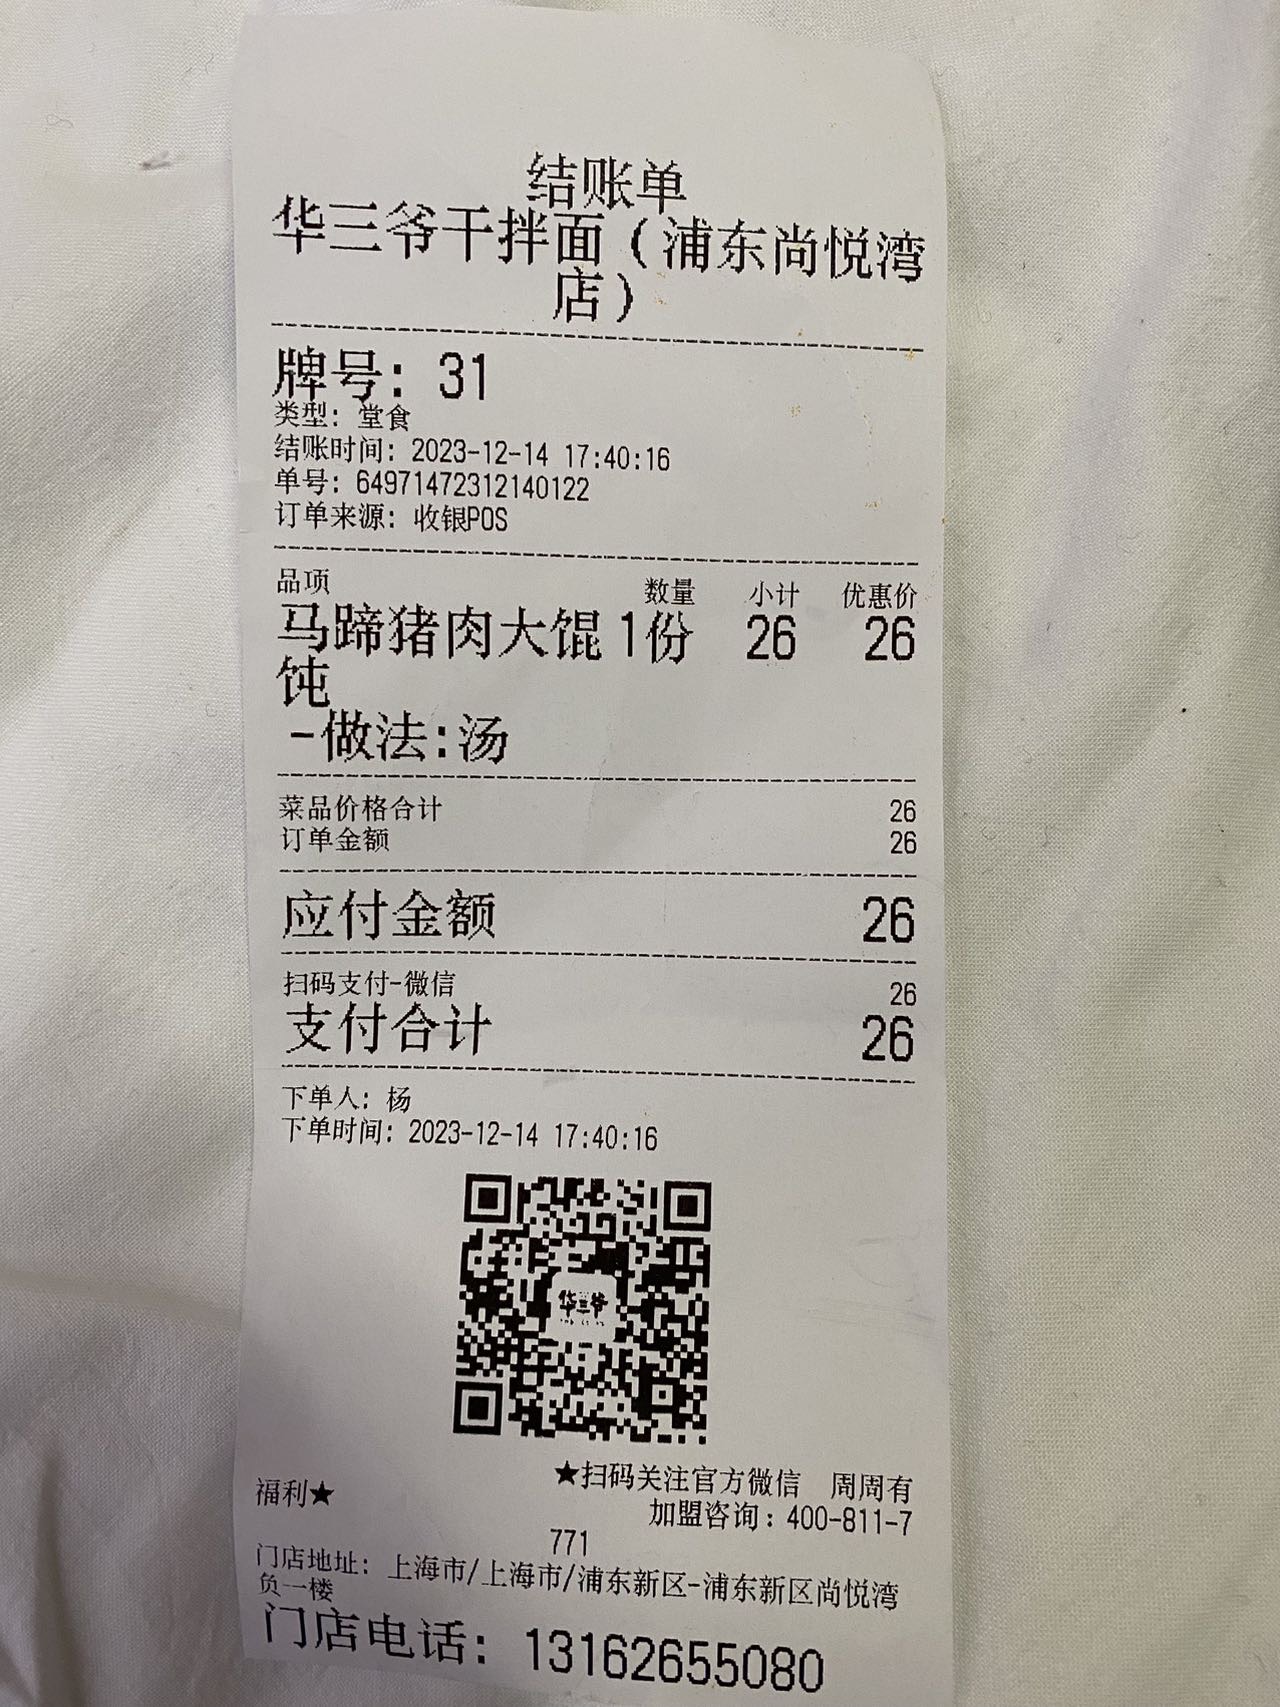 结账单
华三爷干拌面（浦东尚悦湾
店）
牌号: 31
类型: 堂食
结账时间: 2023-12-14 17:40:16
单号: 64971472312140122
订单来源: 收银POS
品项 数量 小计 优惠价
马蹄猪肉大馄 1份 26 26
饨
-做法:汤
菜品价格合计 26
订单金额 26
应付金额 26
扫码支付-微信 26
支付合计 26
下单人: 杨
下单时间: 2023-12-14 17:40:16
华三爷
★扫码关注官方微信 周周有
福利★
加盟咨询: 400-811-7
771
门店地址: 上海市/上海市/浦东新区-浦东新区尚悦湾
负一楼
门店电话: 13162655080